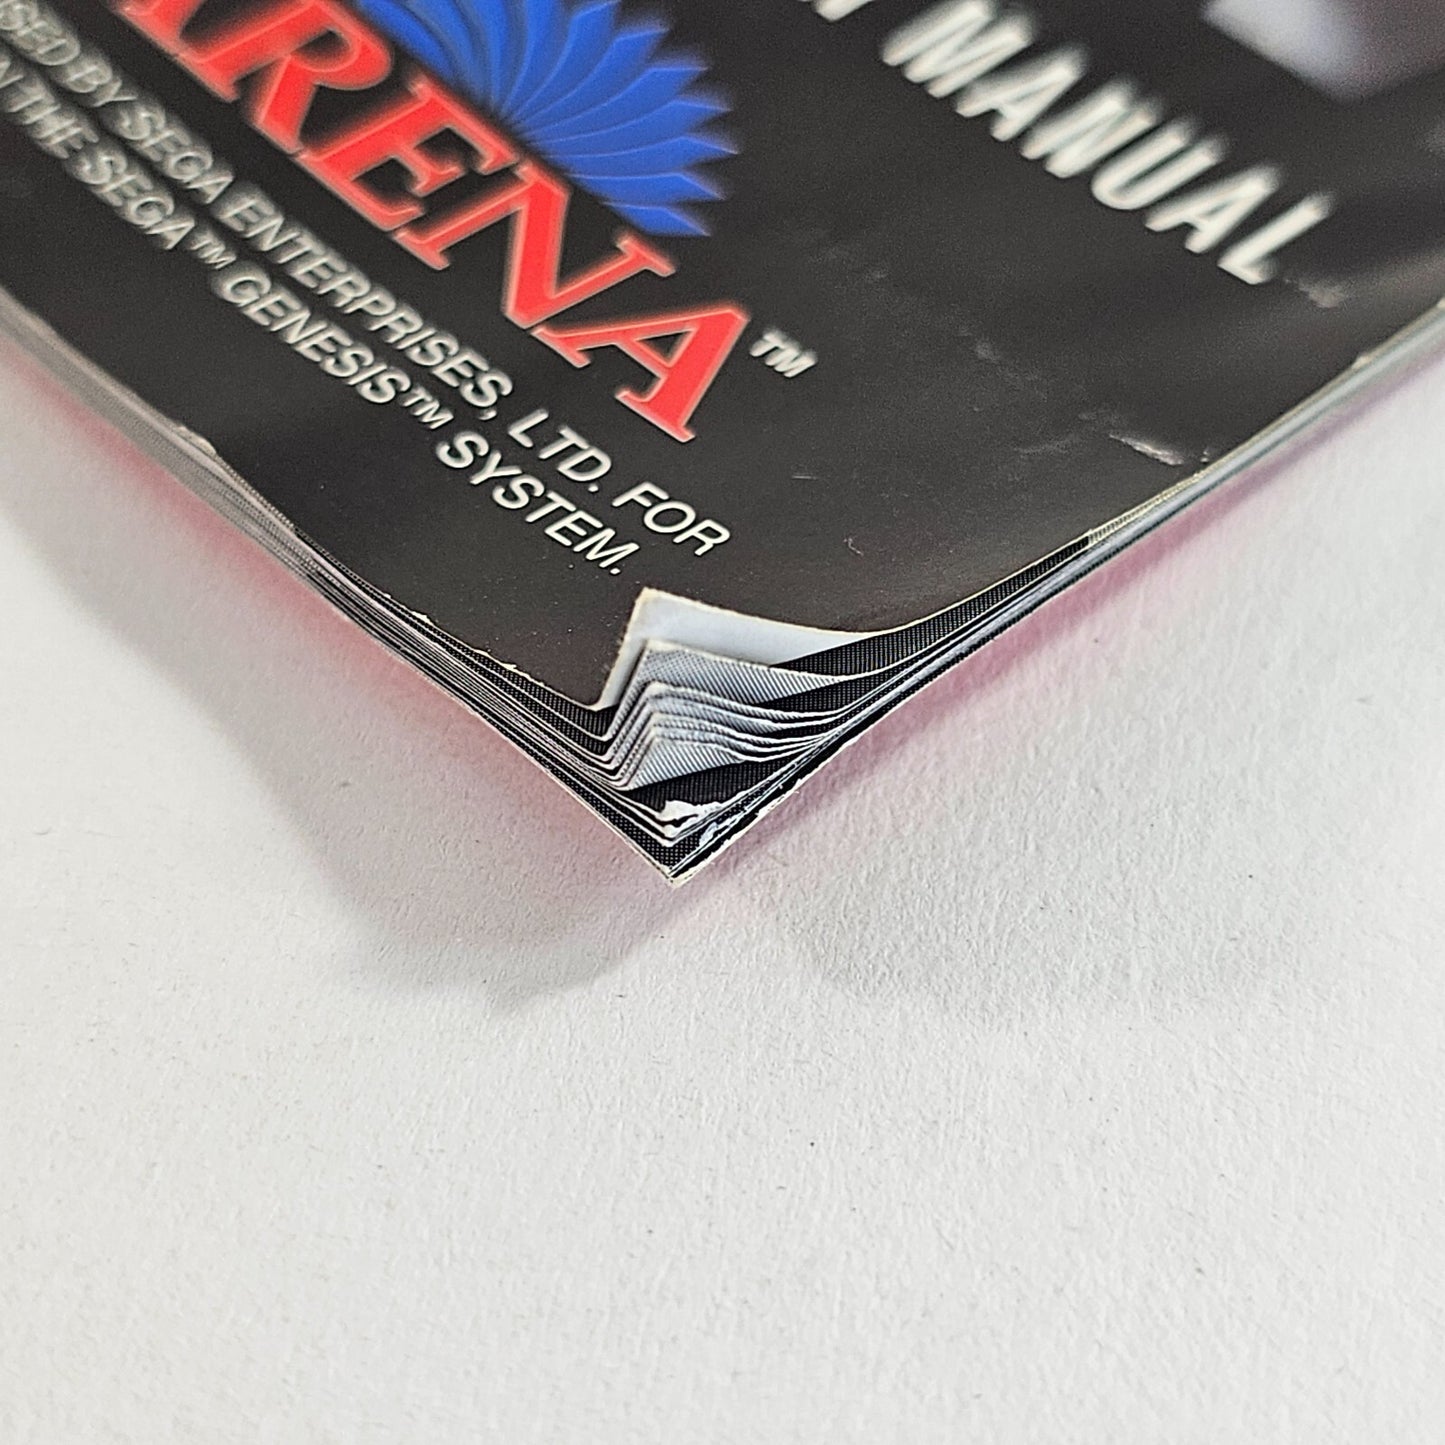 MANUAL
ARENA™
SED BY SEGA ENTERPRISES, LTD. FOR
N THE SEGA™ GENESIS™ SYSTEM.